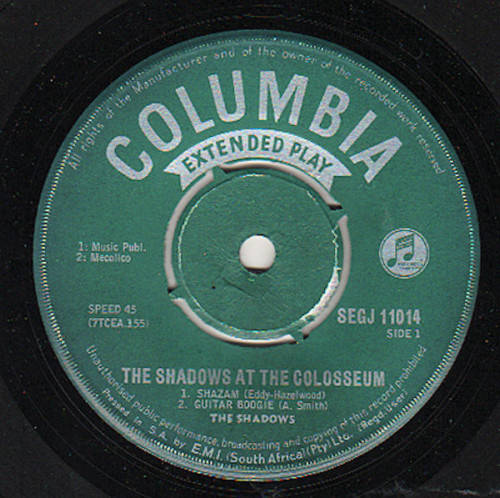 All rights of the Manufacturer and of the owner of the recorded work reserved
COLUMBIA
EXTENDED PLAY
1: Music Publ.
2: Mecolico
SPEED 45
(7TCEA.155)
SEGJ 11014
SIDE 1
THE SHADOWS AT THE COLOSSEUM
1. SHAZAM (Eddy-Hazelwood)
2. GUITAR BOOGIE (A. Smith)
THE SHADOWS
Unauthorised public performance, broadcasting and copying of this record prohibited
Pressed in S.A. by E.M.I. (South Africa) (Pty) Ltd. (Regd. User)